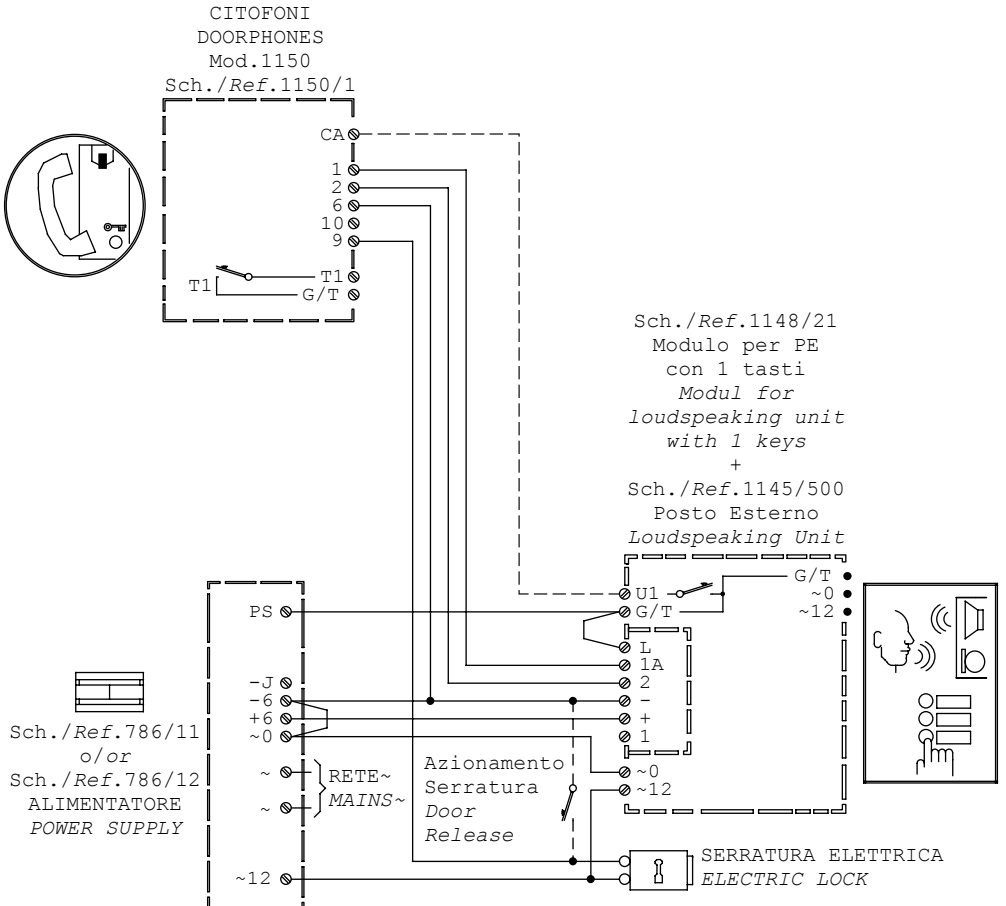 CITOFONI
DOORPHONES
Mod.1150
Sch./Ref.1150/1
CA
1
2
6
10
9
T1
T1
G/T
Sch./Ref.1148/21
Modulo per PE
con 1 tasti
Modul for
loudspeaking unit
with 1 keys
+
Sch./Ref.1145/500
Posto Esterno
Loudspeaking Unit
G/T
U1
~0
G/T
~12
L
1A
2
-
+
1
~0
~12
PS
-J
-6
+6
~0
~
~
~12
RETE~
MAINS~
Sch./Ref.786/11
o/or
Sch./Ref.786/12
ALIMENTATORE
POWER SUPPLY
Azionamento
Serratura
Door
Release
SERRATURA ELETTRICA
ELECTRIC LOCK